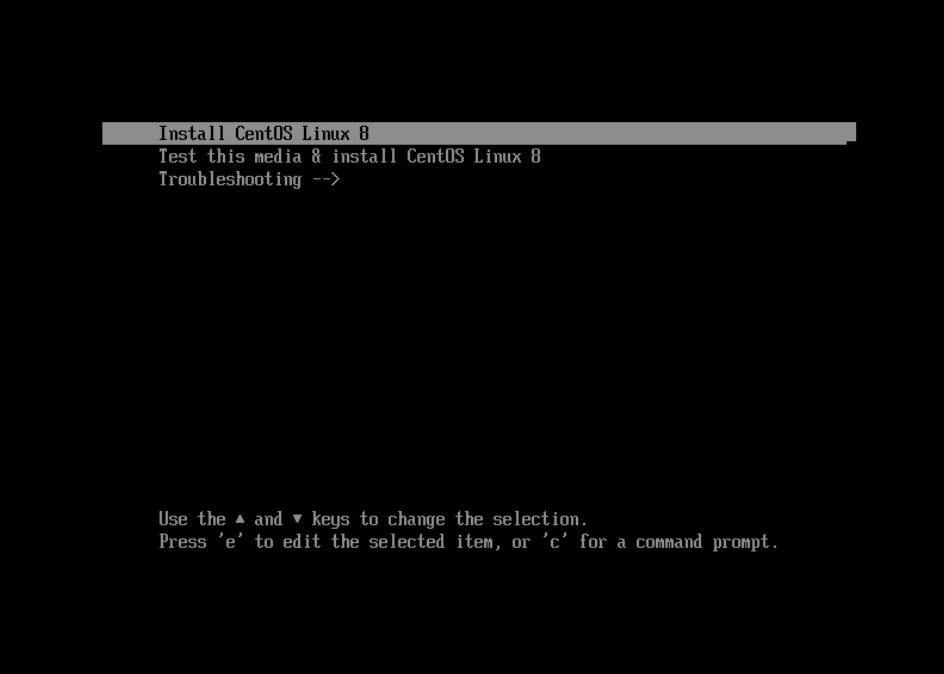 Install CentOS Linux 8
Test this media & install CentOS Linux 8
Troubleshooting -->
Use the ▲ and ▼ keys to change the selection.
Press 'e' to edit the selected item, or 'c' for a command prompt.